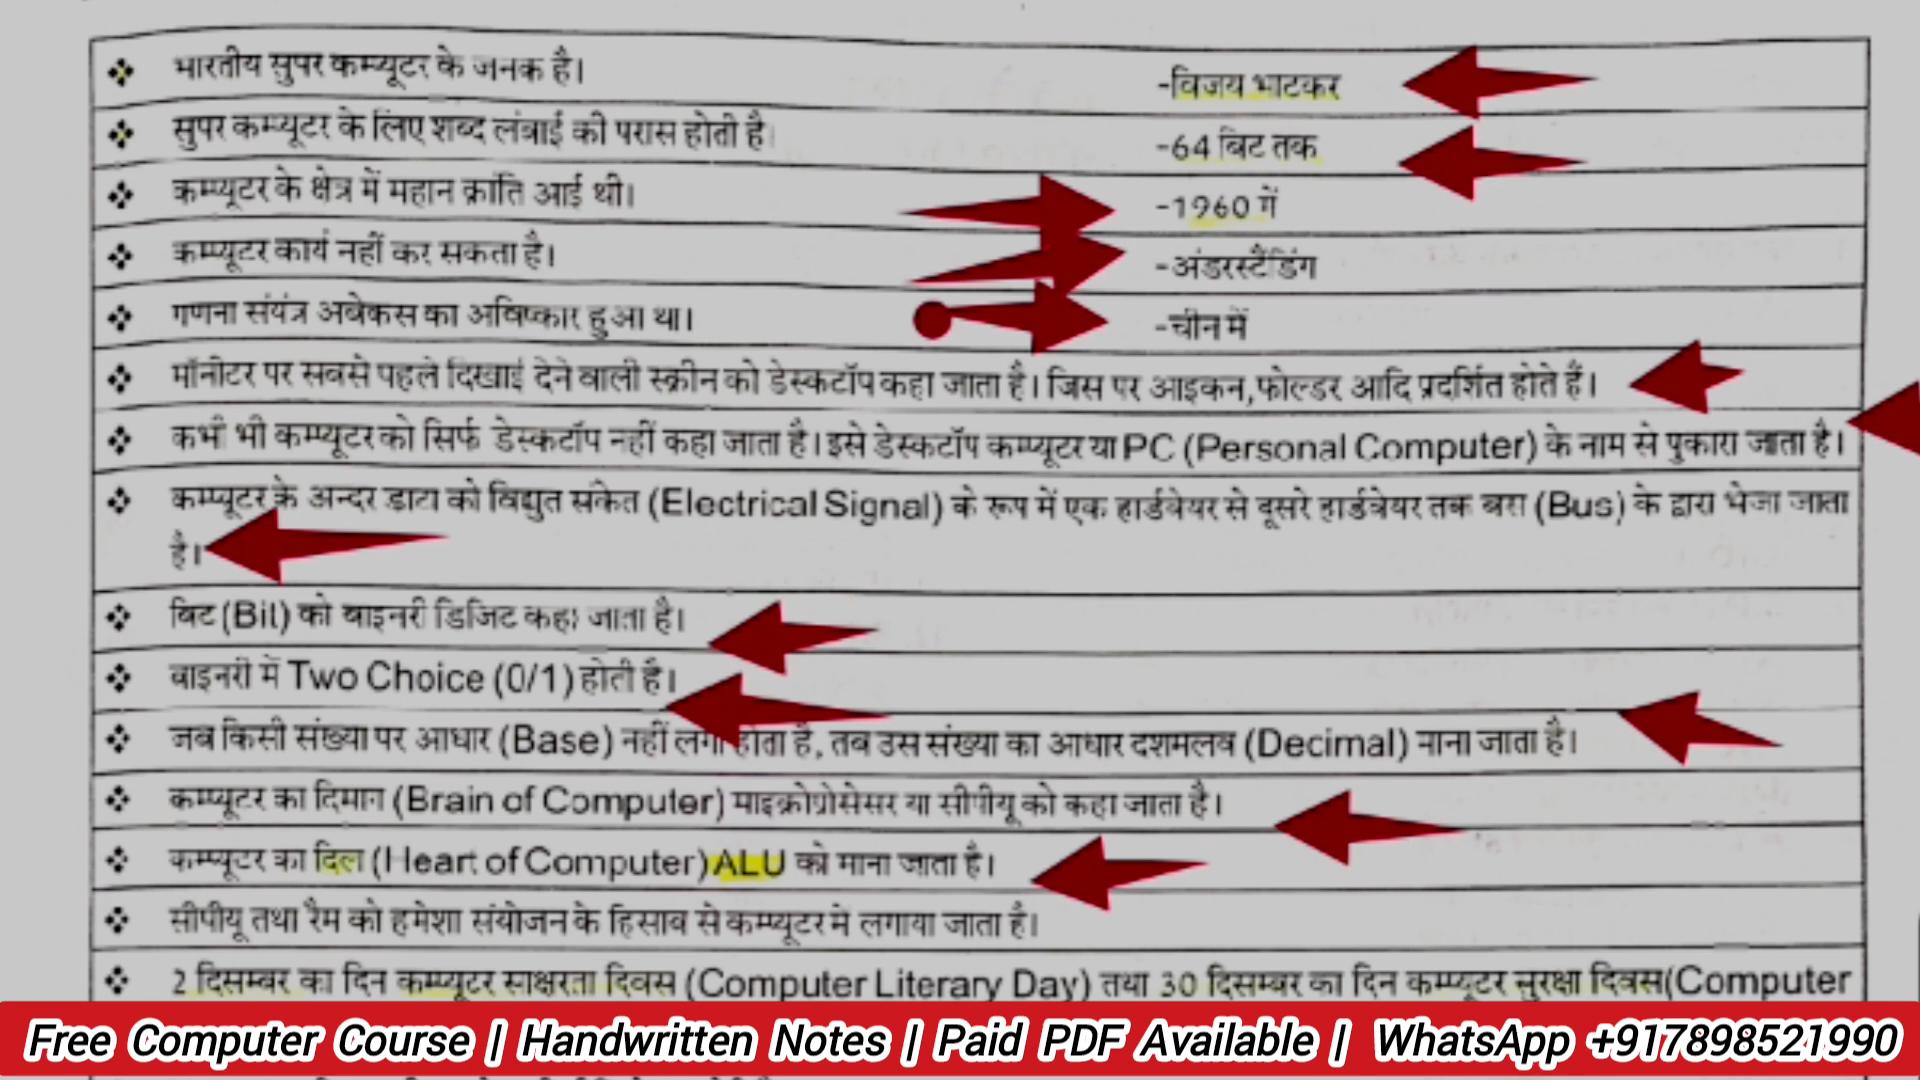 ❖ भारतीय सुपर कम्प्यूटर के जनक है। -विजय भाटकर
❖ सुपर कम्प्यूटर के लिए शब्द लंबाई की परास होती है। -64 बिट तक
❖ कम्प्यूटर के क्षेत्र में महान क्रांति आई थी। -1960 में
❖ कम्प्यूटर कार्य नहीं कर सकता है। -अंडरस्टैंडिंग
❖ गणना संयंत्र अबेकस का अविष्कार हुआ था। -चीन में
❖ मॉनीटर पर सबसे पहले दिखाई देने वाली स्क्रीन को डेस्कटॉप कहा जाता है। जिस पर आइकन,फोल्डर आदि प्रदर्शित होते हैं।
❖ कभी भी कम्प्यूटर को सिर्फ डेस्कटॉप नहीं कहा जाता है। इसे डेस्कटॉप कम्प्यूटर या PC (Personal Computer) के नाम से पुकारा जाता है।
❖ कम्प्यूटर के अन्दर डाटा को विद्युत संकेत (Electrical Signal) के रूप में एक हार्डवेयर से दूसरे हार्डवेयर तक बस (Bus) के द्वारा भेजा जाता
है।
❖ बिट (Bit) को बाइनरी डिजिट कहा जाता है।
❖ बाइनरी में Two Choice (0/1) होती है।
❖ जब किसी संख्या पर आधार (Base) नहीं लगा होता है, तब उस संख्या का आधार दशमलव (Decimal) माना जाता है।
❖ कम्प्यूटर का दिमाग (Brain of Computer) माइक्रोप्रोसेसर या सीपीयू को कहा जाता है।
❖ कम्प्यूटर का दिल (Heart of Computer) ALU को माना जाता है।
❖ सीपीयू तथा रैम को हमेशा संयोजन के हिसाब से कम्प्यूटर में लगाया जाता है।
❖ 2 दिसम्बर का दिन कम्प्यूटर साक्षरता दिवस (Computer Literary Day) तथा 30 दिसम्बर का दिन कम्प्यूटर सुरक्षा दिवस(Computer
Free Computer Course | Handwritten Notes | Paid PDF Available | WhatsApp +917898521990